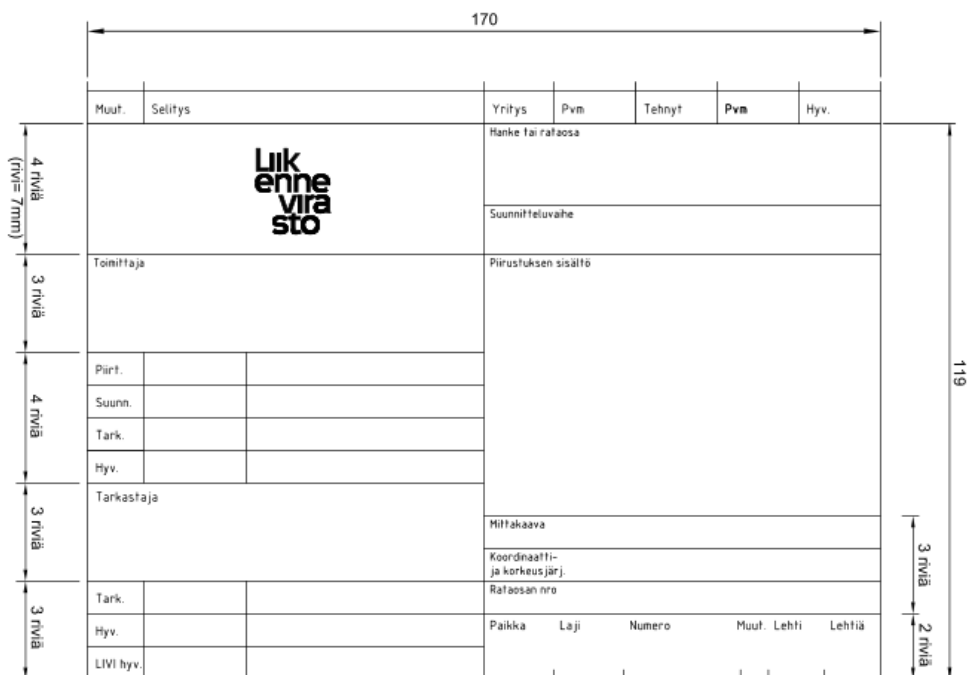 170
Muut. Selitys Yritys Pvm Tehnyt Pvm Hyv.
4 riviä
(rivi= 7mm)
Liik
enne
vira
sto
Hanke tai rataosa
Suunnitteluvaihe
3 riviä
Toimittaja
Piirustuksen sisältö
119
4 riviä
Piirt.
Suunn.
Tark.
Hyv.
3 riviä
Tarkastaja
Mittakaava
Koordinaatti-
ja korkeusjärj.
3 riviä
3 riviä
Tark.
Hyv.
LIVI hyv.
Rataosan nro
Paikka Laji Numero Muut. Lehti Lehtiä
2 riviä